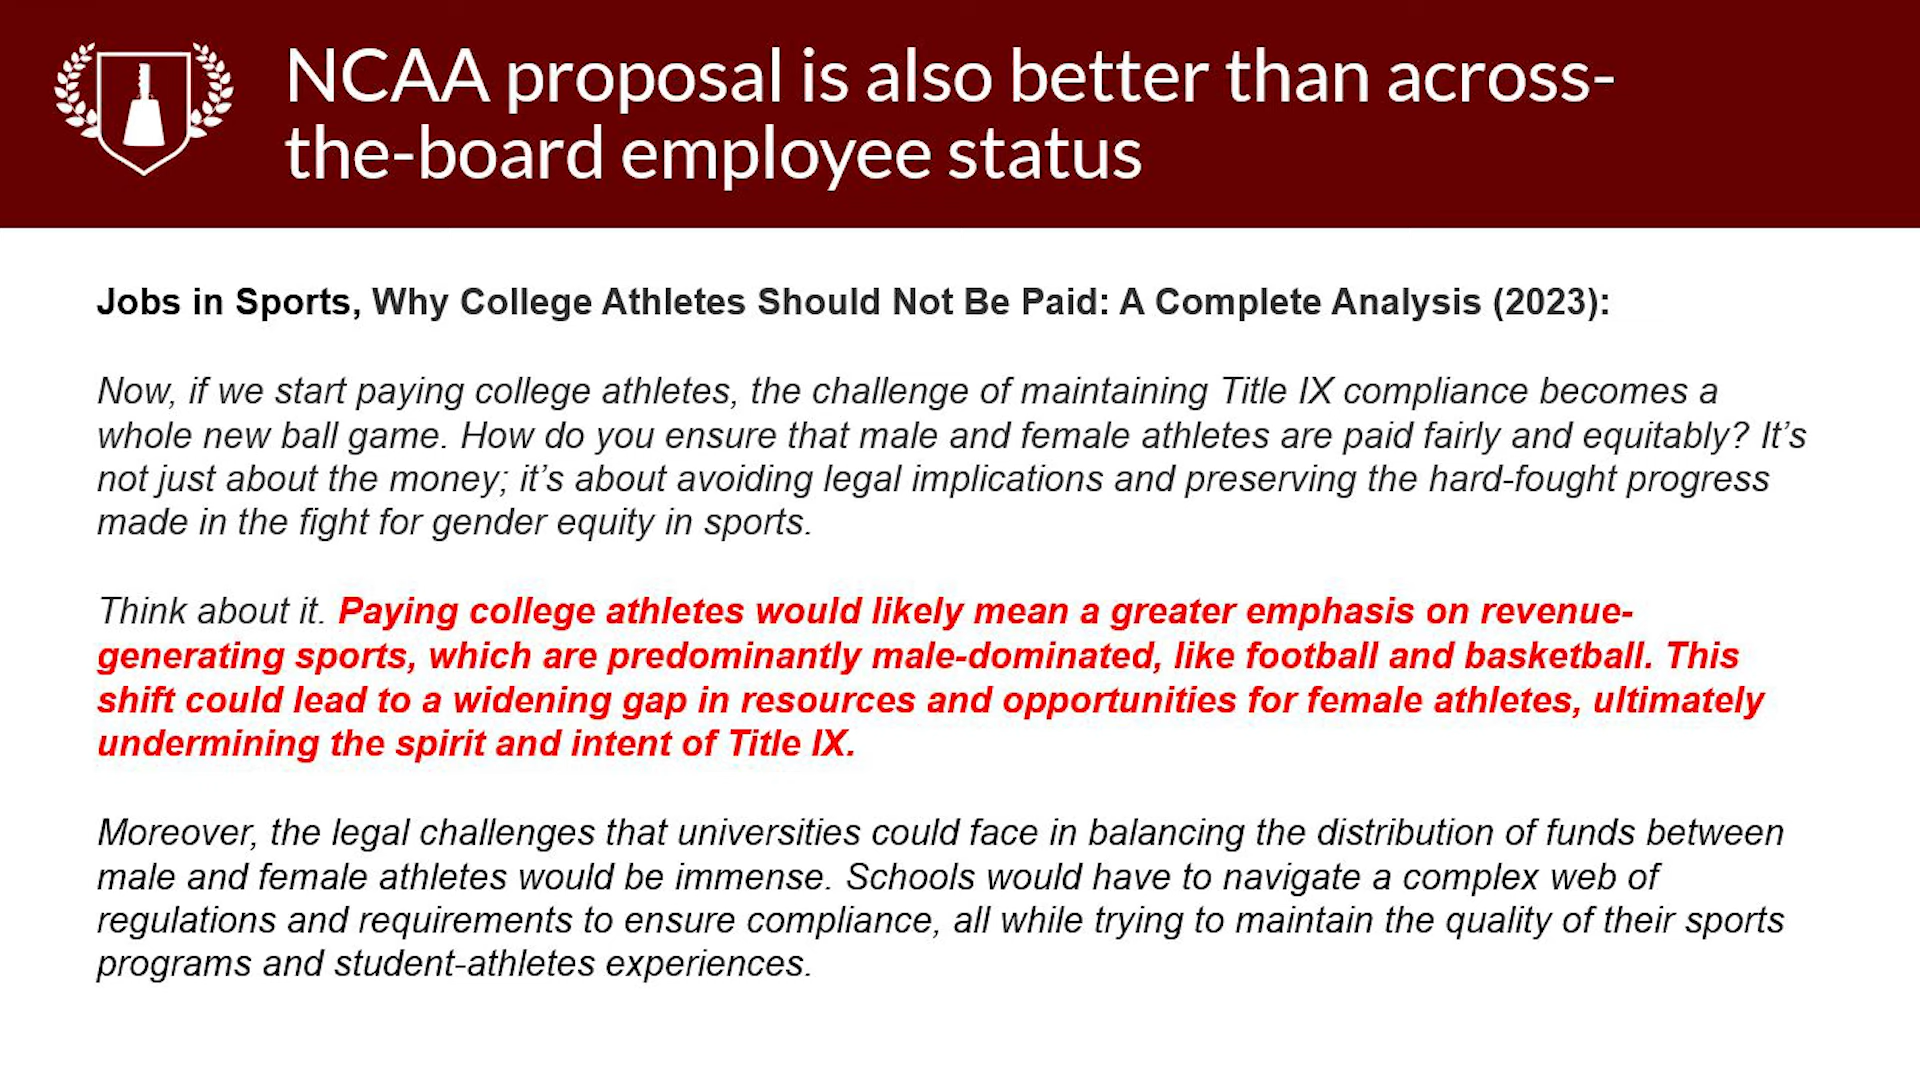 NCAA proposal is also better than across-
the-board employee status
Jobs in Sports, Why College Athletes Should Not Be Paid: A Complete Analysis (2023):
Now, if we start paying college athletes, the challenge of maintaining Title IX compliance becomes a
whole new ball game. How do you ensure that male and female athletes are paid fairly and equitably? It’s
not just about the money; it’s about avoiding legal implications and preserving the hard-fought progress
made in the fight for gender equity in sports.
Think about it. Paying college athletes would likely mean a greater emphasis on revenue-
generating sports, which are predominantly male-dominated, like football and basketball. This
shift could lead to a widening gap in resources and opportunities for female athletes, ultimately
undermining the spirit and intent of Title IX.
Moreover, the legal challenges that universities could face in balancing the distribution of funds between
male and female athletes would be immense. Schools would have to navigate a complex web of
regulations and requirements to ensure compliance, all while trying to maintain the quality of their sports
programs and student-athletes experiences.